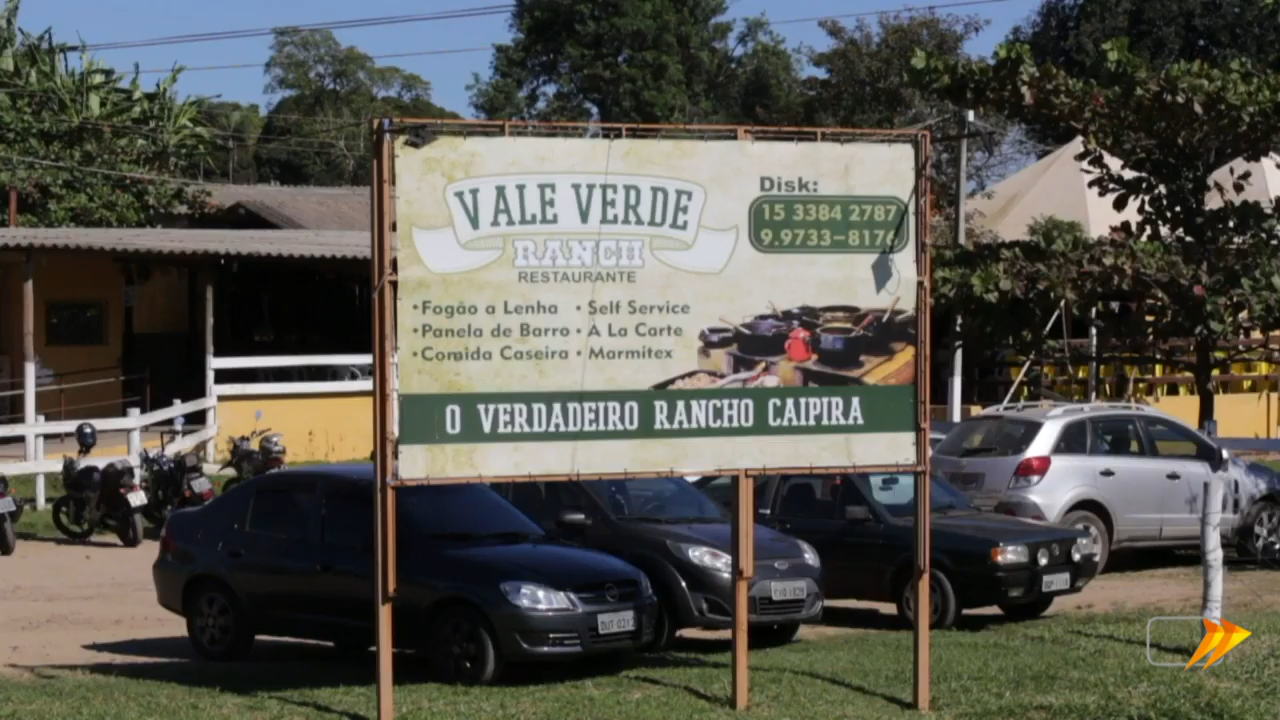 VALE VERDE
RANCH
RESTAURANTE
Disk:
15 3384 2787
9.9733-8176
•Fogão a Lenha • Self Service
•Panela de Barro • A La Carte
•Comida Caseira • Marmitex
O VERDADEIRO RANCHO CAIPIRA